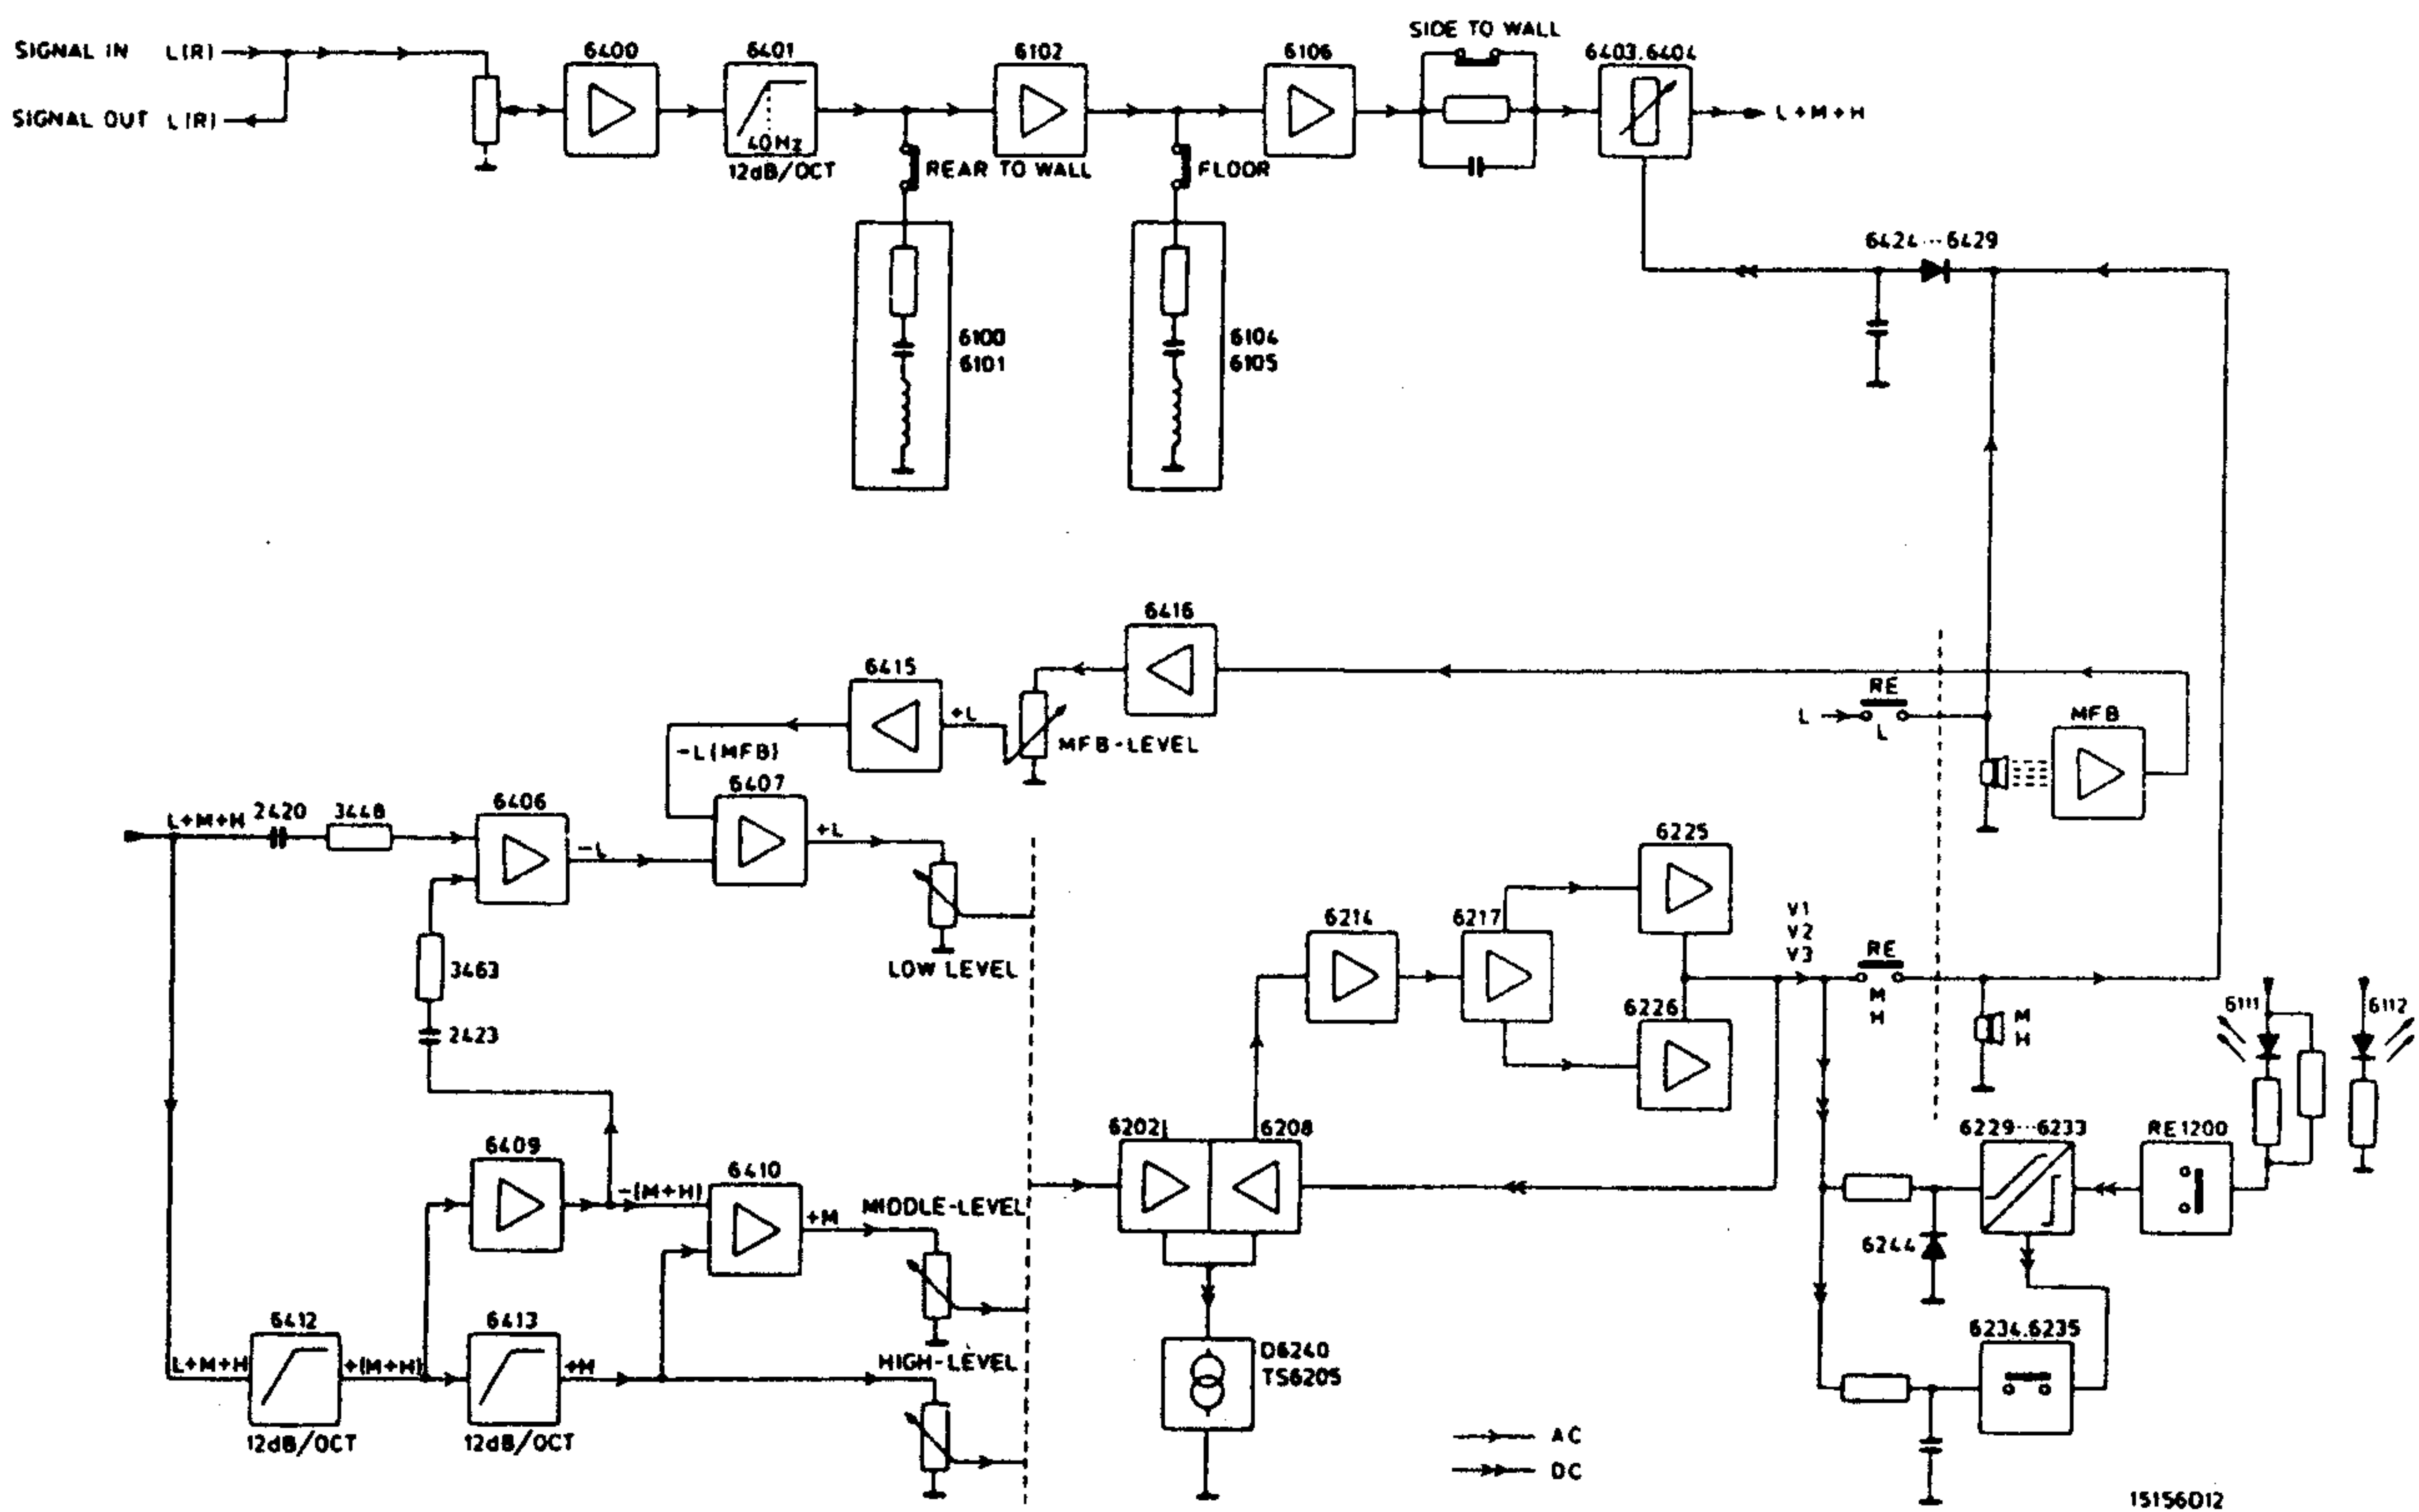 SIGNAL IN L(R)
SIGNAL OUT L(R)
6400
6401
40Hz
12dB/OCT
REAR TO WALL
6100
6101
6102
FLOOR
6104
6105
6106
SIDE TO WALL
6403.6404
L+M+H
6424...6429
6416
6415
+L
MFB-LEVEL
-L(MFB)
6407
+L
L+M+H
2420
3448
6406
-L
LOW LEVEL
3463
2423
6409
-(M+H)
6410
+M
MIDDLE-LEVEL
L+M+H
6412
12dB/OCT
+(M+H)
6413
12dB/OCT
+H
HIGH-LEVEL
RE
L
L
MFB
6225
6214
6217
6226
V1
V2
V3
RE
M
H
M
H
6111
6112
6202
6208
D6240
TS6205
6229...6233
RE1200
6244
6234.6235
AC
DC
15156D12